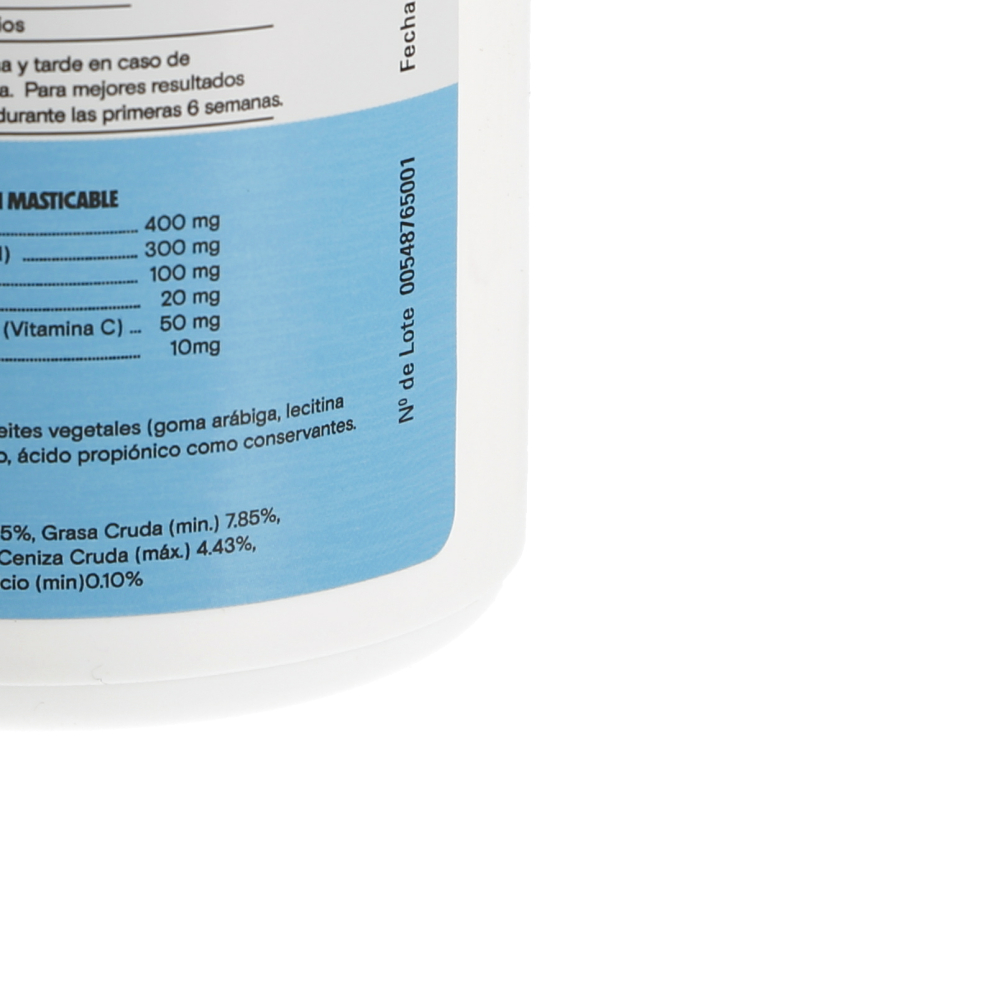 ios
a y tarde en caso de
a. Para mejores resultados
durante las primeras 6 semanas.
MASTICABLE
400 mg
) 300 mg
100 mg
20 mg
(Vitamina C) ... 50 mg
10mg
eites vegetales (goma arábiga, lecitina
o, ácido propiónico como conservantes.
5%, Grasa Cruda (min.) 7.85%,
Ceniza Cruda (máx.) 4.43%,
cio (min)0.10%
Fecha
Nº de Lote 00548765001